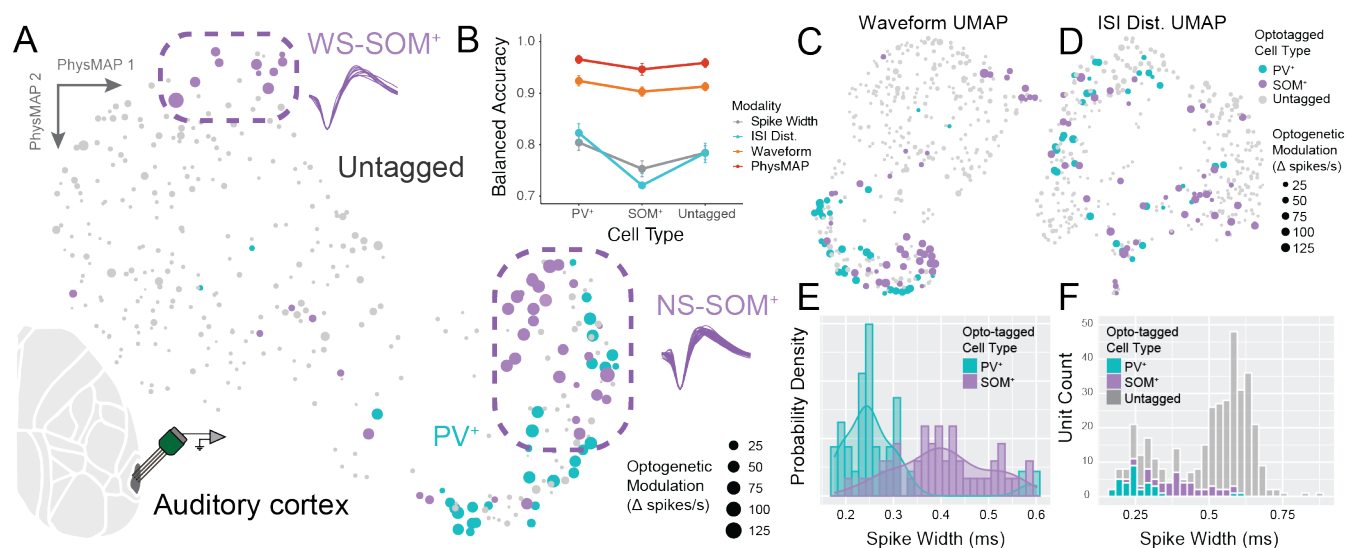 A
PhysMAP 1
PhysMAP 2
WS-SOM⁺
Untagged
NS-SOM⁺
PV⁺
Auditory cortex
Optogenetic
Modulation
(Δ spikes/s)
25
50
75
100
125
B
Balanced Accuracy
1.0
0.9
0.8
0.7
PV⁺ SOM⁺ Untagged
Cell Type
Modality
Spike Width
ISI Dist.
Waveform
PhysMAP
C
Waveform UMAP
D
ISI Dist. UMAP
Optotagged
Cell Type
PV⁺
SOM⁺
Untagged
Optogenetic
Modulation
(Δ spikes/s)
25
50
75
100
125
E
Probability Density
Opto-tagged
Cell Type
PV⁺
SOM⁺
0.2 0.3 0.4 0.5 0.6
Spike Width (ms)
F
Unit Count
50
40
30
20
10
0
Opto-tagged
Cell Type
PV⁺
SOM⁺
Untagged
0.25 0.5 0.75
Spike Width (ms)